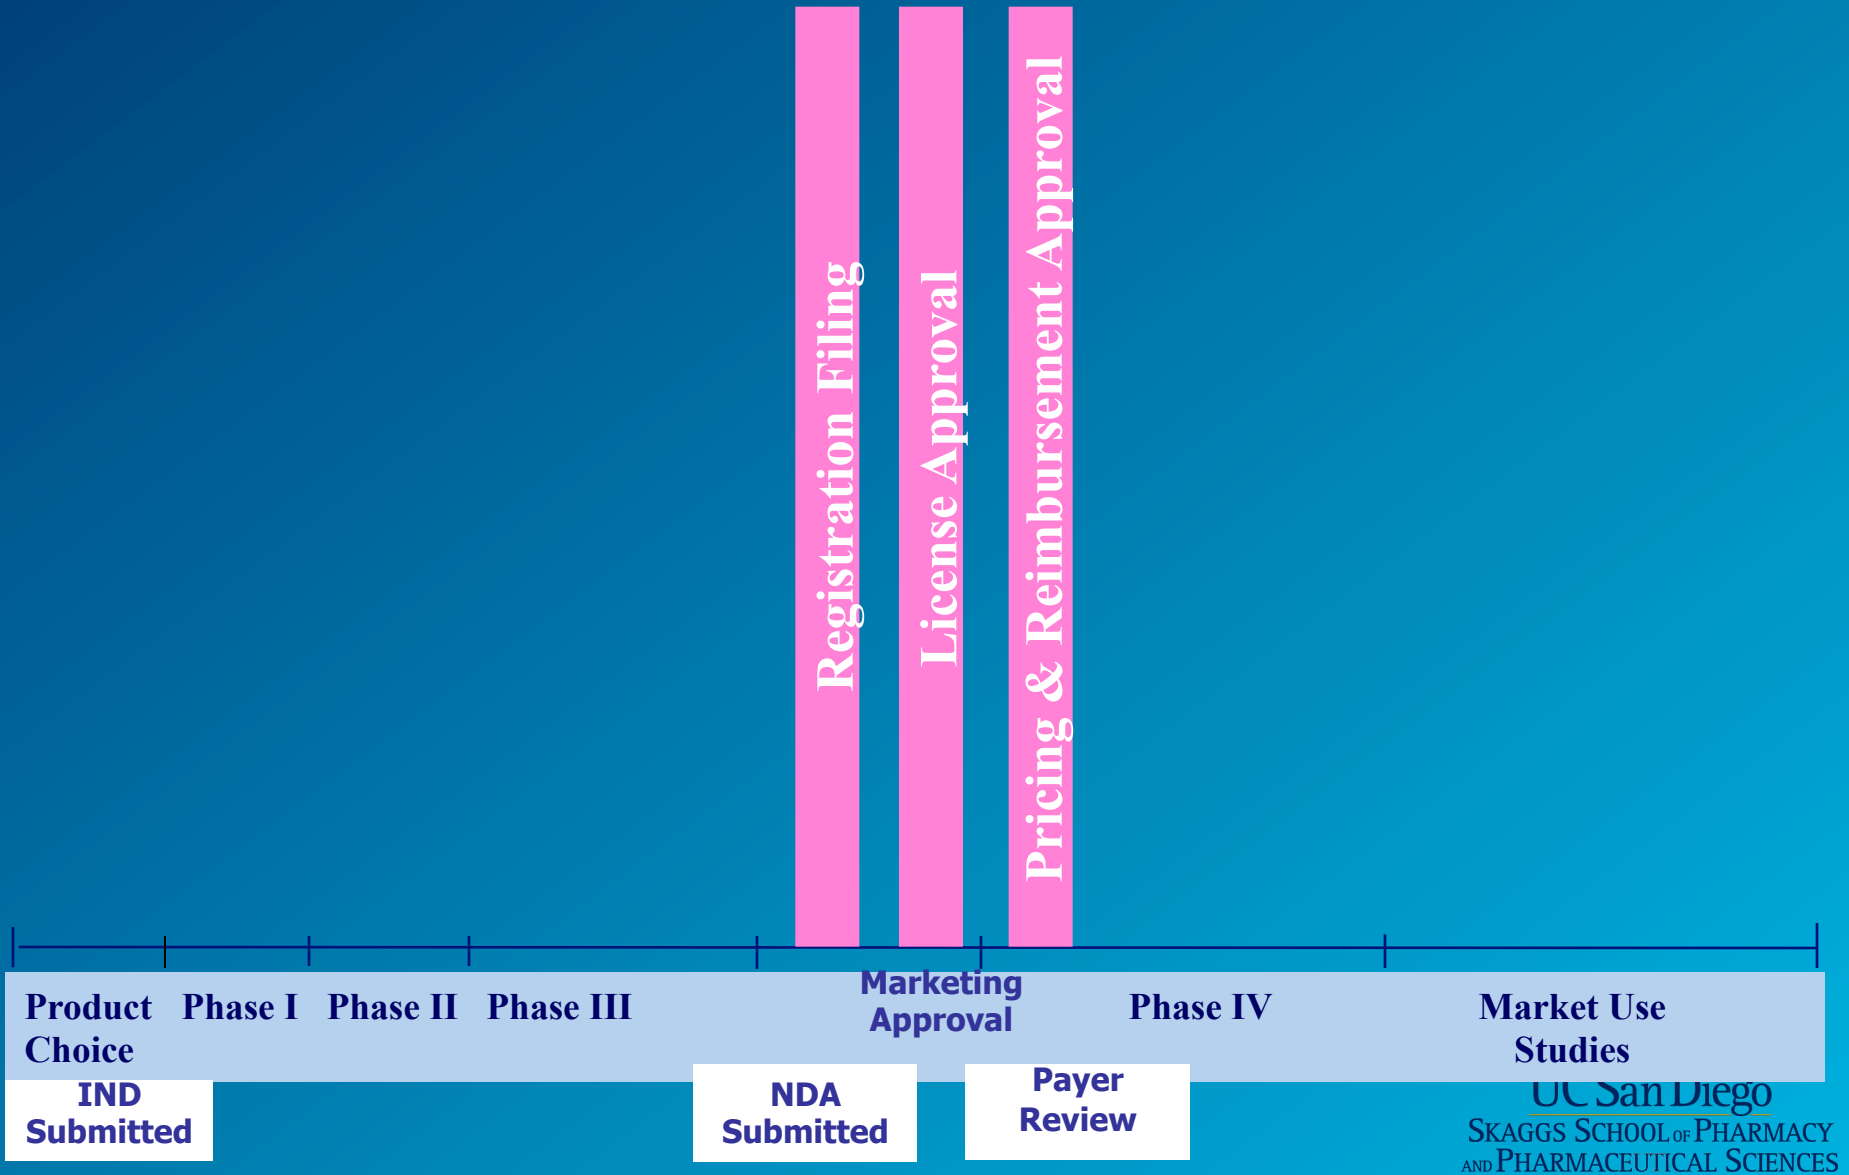 Registration Filing
License Approval
Pricing & Reimbursement Approval
Product
Choice
Phase I
Phase II
Phase III
Marketing
Approval
Phase IV
Market Use
Studies
IND
Submitted
NDA
Submitted
Payer
Review
UC San Diego
SKAGGS SCHOOL OF PHARMACY
AND PHARMACEUTICAL SCIENCES